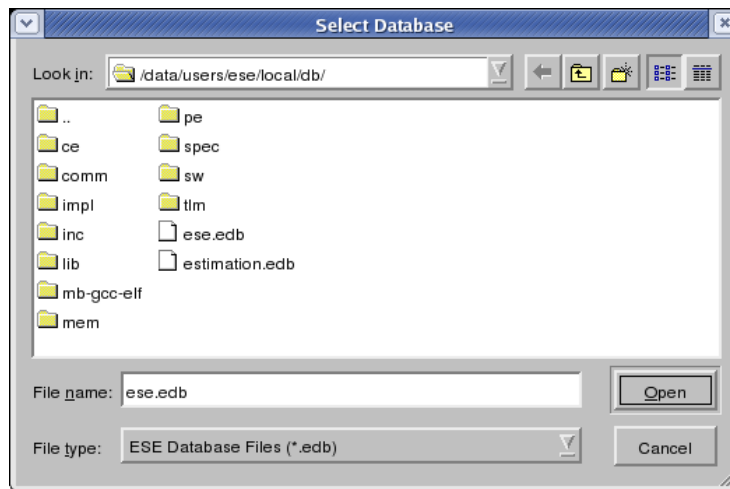 Select Database
Look in: /data/users/ese/local/db/
.. pe
ce spec
comm sw
impl tlm
inc ese.edb
lib estimation.edb
mb-gcc-elf
mem
File name: ese.edb Open
File type: ESE Database Files (*.edb) Cancel